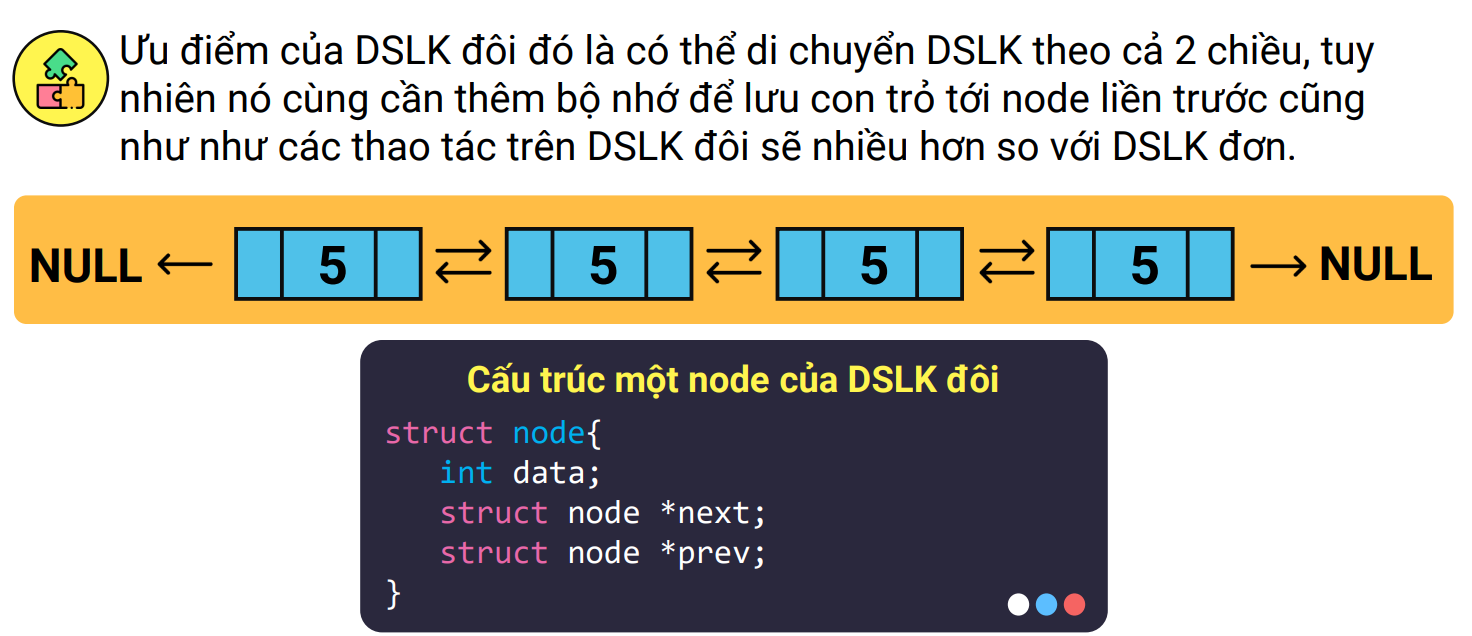 Ưu điểm của DSLK đôi đó là có thể di chuyển DSLK theo cả 2 chiều, tuy
nhiên nó cùng cần thêm bộ nhớ để lưu con trỏ tới node liền trước cũng
như như các thao tác trên DSLK đôi sẽ nhiều hơn so với DSLK đơn.
NULL ← 5 ⇄ 5 ⇄ 5 ⇄ 5 → NULL
Cấu trúc một node của DSLK đôi
struct node{
int data;
struct node *next;
struct node *prev;
}